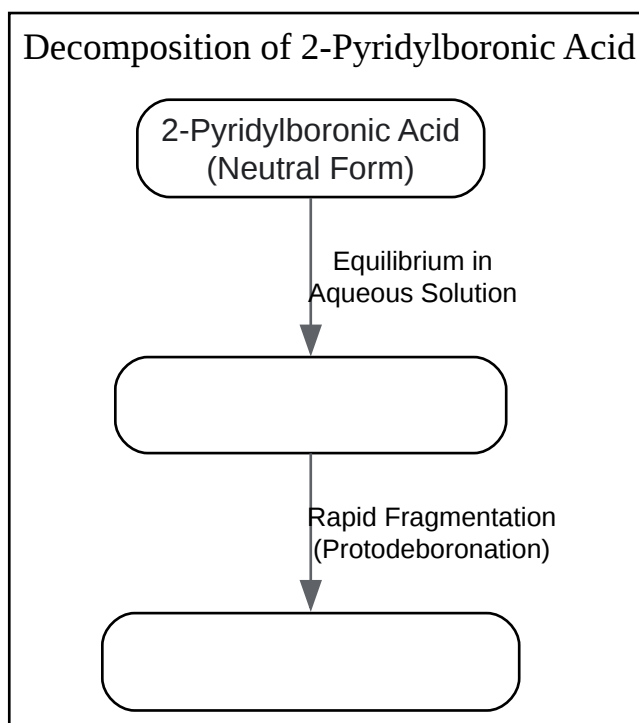 Decomposition of 2-Pyridylboronic Acid
2-Pyridylboronic Acid
(Neutral Form)
Equilibrium in
Aqueous Solution
Rapid Fragmentation
(Protodeboronation)